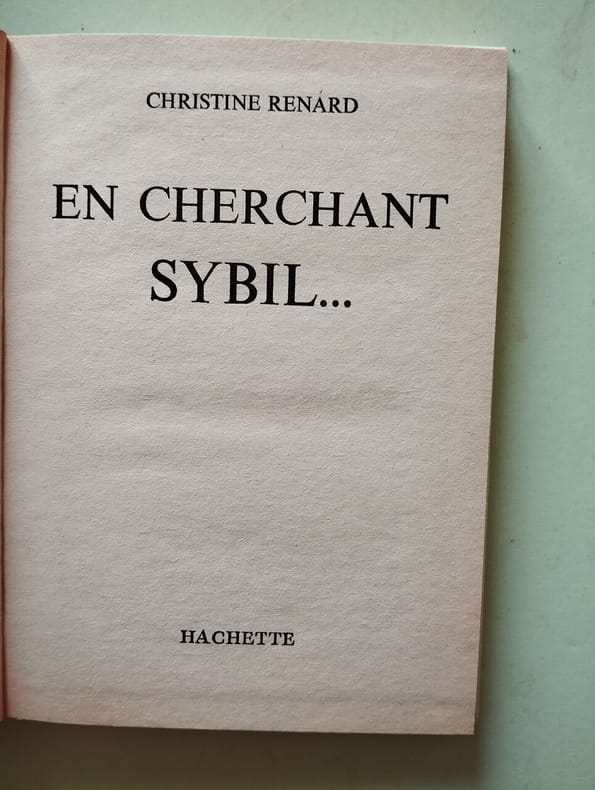 CHRISTINE RENARD
EN CHERCHANT
SYBIL...
HACHETTE